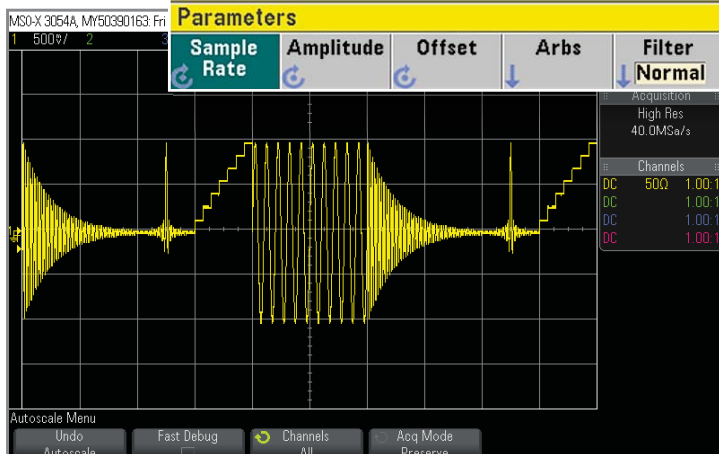 MSO-X 3054A, MY50390163: Fri
Parameters
1 500♥/ 2 3
Sample Rate
Amplitude
Offset
Arbs
Filter
Normal
Acquisition
High Res
40.0MSa/s
Channels
DC 50Ω 1.00:1
DC 1.00:1
DC 1.00:1
DC 1.00:1
Autoscale Menu
Undo
Autoscale
Fast Debug
Channels
All
Acq Mode
Preserve